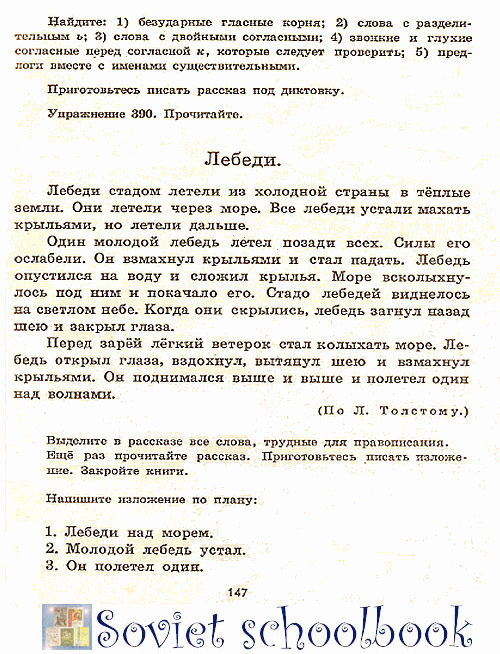 Найдите: 1) безударные гласные корня; 2) слова с раздели-
тельным ь; 3) слова с двойными согласными; 4) звонкие и глухие
согласные перед согласной к, которые следует проверить; 5) пред-
логи вместе с именами существительными.
Приготовьтесь писать рассказ под диктовку.
Упражнение 390. Прочитайте.
Лебеди.
Лебеди стадом летели из холодной страны в тёплые
земли. Они летели через море. Все лебеди устали махать
крыльями, но летели дальше.
Один молодой лебедь летел позади всех. Силы его
ослабели. Он взмахнул крыльями и стал падать. Лебедь
опустился на воду и сложил крылья. Море всколыхну-
лось под ним и покачало его. Стадо лебедей виднелось
на светлом небе. Когда они скрылись, лебедь загнул назад
шею и закрыл глаза.
Перед зарёй лёгкий ветерок стал колыхать море. Ле-
бедь открыл глаза, вздохнул, вытянул шею и взмахнул
крыльями. Он поднимался выше и выше и полетел один
над волнами.
(По Л. Толстому.)
Выделите в рассказе все слова, трудные для правописания.
Ещё раз прочитайте рассказ. Приготовьтесь писать изложе-
ние. Закройте книги.
Напишите изложение по плану:
1. Лебеди над морем.
2. Молодой лебедь устал.
3. Он полетел один.
147
Soviet schoolbook